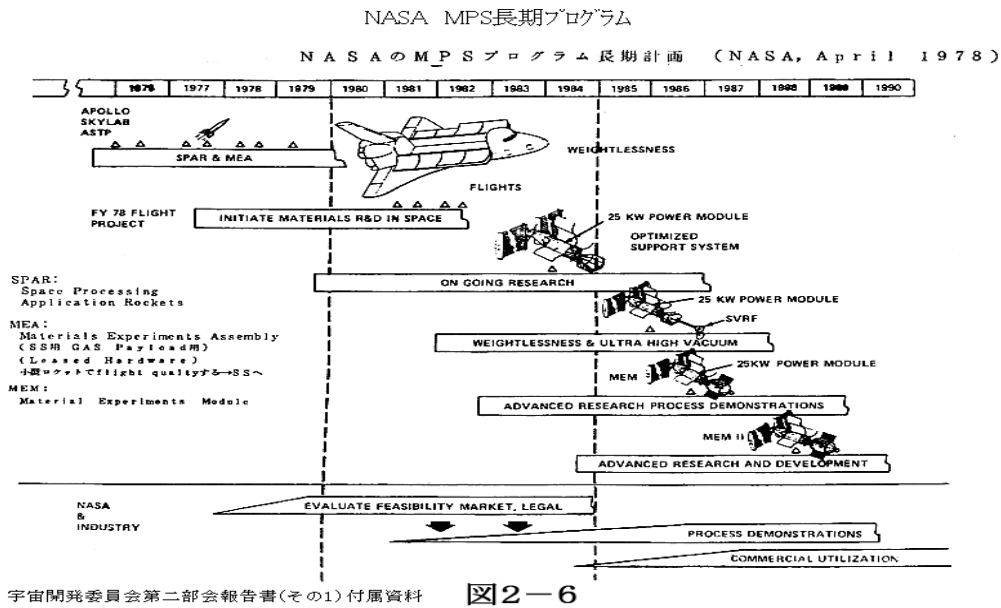 NASA MPS長期プログラム
NASAのMPSプログラム長期計画 (NASA, April 1978)
1976 1977 1978 1979 1980 1981 1982 1983 1984 1985 1986 1987 1988 1989 1990
APOLLO
SKYLAB
ASTP
SPAR & MEA
WEIGHTLESSNESS
FLIGHTS
FY 78 FLIGHT
PROJECT
INITIATE MATERIALS R&D IN SPACE
25 KW POWER MODULE
OPTIMIZED
SUPPORT SYSTEM
ON GOING RESEARCH
SPAR:
Space Processing
Application Rockets
25 KW POWER MODULE
SVRF
MEA:
Materials Experiments Assembly
(SS用 GAS Payload用)
(Leased Hardware)
小型ロケットでflight qualtyする→SSへ
WEIGHTLESSNESS & ULTRA HIGH VACUUM
25KW POWER MODULE
MEM
MEM:
Material Experiments Module
ADVANCED RESEARCH PROCESS DEMONSTRATIONS
MEM II
ADVANCED RESEARCH AND DEVELOPMENT
NASA
&
INDUSTRY
EVALUATE FEASIBILITY MARKET, LEGAL
PROCESS DEMONSTRATIONS
COMMERCIAL UTILIZATION
宇宙開発委員会第二部会報告書(その1)付属資料
図2-6